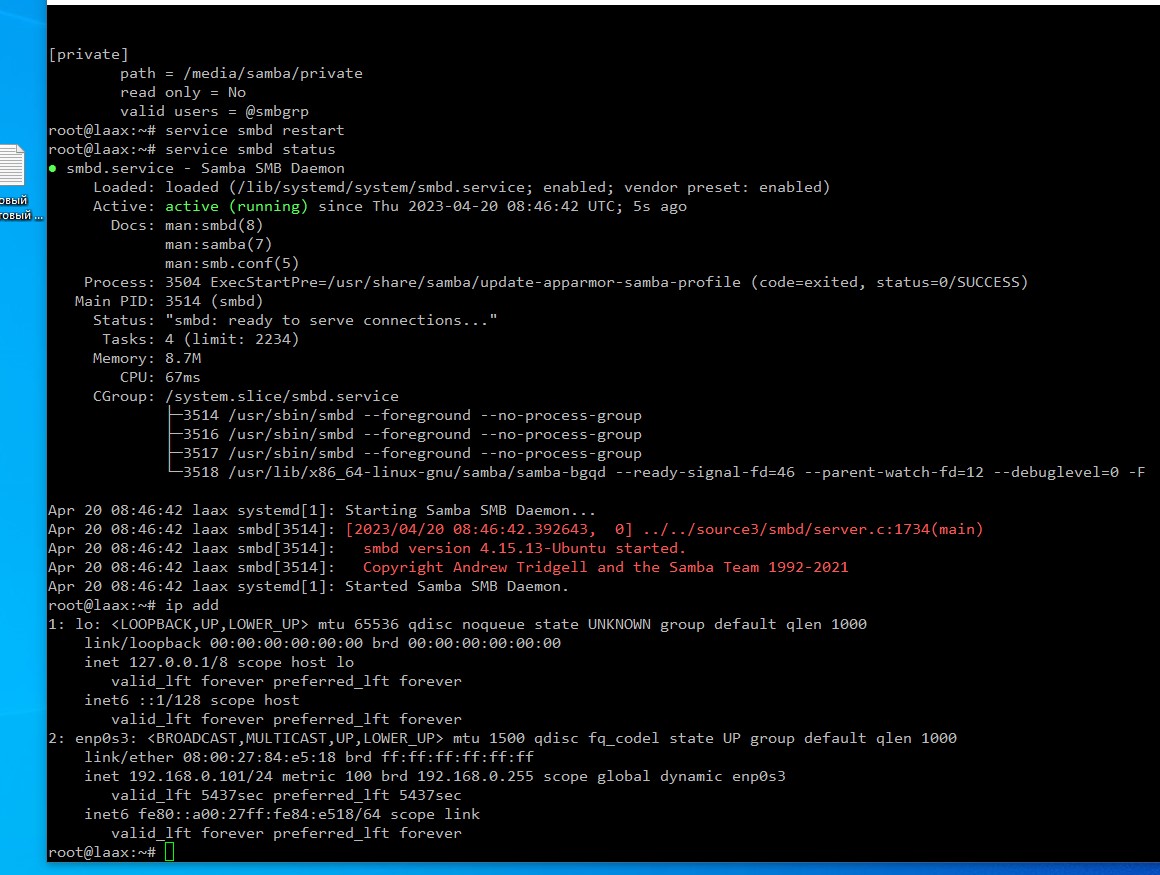 [private]
path = /media/samba/private
read only = No
valid users = @smbgrp
root@laax:~# service smbd restart
root@laax:~# service smbd status
● smbd.service - Samba SMB Daemon
Loaded: loaded (/lib/systemd/system/smbd.service; enabled; vendor preset: enabled)
Active: active (running) since Thu 2023-04-20 08:46:42 UTC; 5s ago
Docs: man:smbd(8)
man:samba(7)
man:smb.conf(5)
Process: 3504 ExecStartPre=/usr/share/samba/update-apparmor-samba-profile (code=exited, status=0/SUCCESS)
Main PID: 3514 (smbd)
Status: "smbd: ready to serve connections..."
Tasks: 4 (limit: 2234)
Memory: 8.7M
CPU: 67ms
CGroup: /system.slice/smbd.service
├─3514 /usr/sbin/smbd --foreground --no-process-group
├─3516 /usr/sbin/smbd --foreground --no-process-group
├─3517 /usr/sbin/smbd --foreground --no-process-group
└─3518 /usr/lib/x86_64-linux-gnu/samba/samba-bgqd --ready-signal-fd=46 --parent-watch-fd=12 --debuglevel=0 -F
Apr 20 08:46:42 laax systemd[1]: Starting Samba SMB Daemon...
Apr 20 08:46:42 laax smbd[3514]: [2023/04/20 08:46:42.392643,  0] ../../source3/smbd/server.c:1734(main)
Apr 20 08:46:42 laax smbd[3514]:   smbd version 4.15.13-Ubuntu started.
Apr 20 08:46:42 laax smbd[3514]:   Copyright Andrew Tridgell and the Samba Team 1992-2021
Apr 20 08:46:42 laax systemd[1]: Started Samba SMB Daemon.
root@laax:~# ip add
1: lo: <LOOPBACK,UP,LOWER_UP> mtu 65536 qdisc noqueue state UNKNOWN group default qlen 1000
link/loopback 00:00:00:00:00:00 brd 00:00:00:00:00:00
inet 127.0.0.1/8 scope host lo
valid_lft forever preferred_lft forever
inet6 ::1/128 scope host
valid_lft forever preferred_lft forever
2: enp0s3: <BROADCAST,MULTICAST,UP,LOWER_UP> mtu 1500 qdisc fq_codel state UP group default qlen 1000
link/ether 08:00:27:84:e5:18 brd ff:ff:ff:ff:ff:ff
inet 192.168.0.101/24 metric 100 brd 192.168.0.255 scope global dynamic enp0s3
valid_lft 5437sec preferred_lft 5437sec
inet6 fe80::a00:27ff:fe84:e518/64 scope link
valid_lft forever preferred_lft forever
root@laax:~#
овый
товый ...